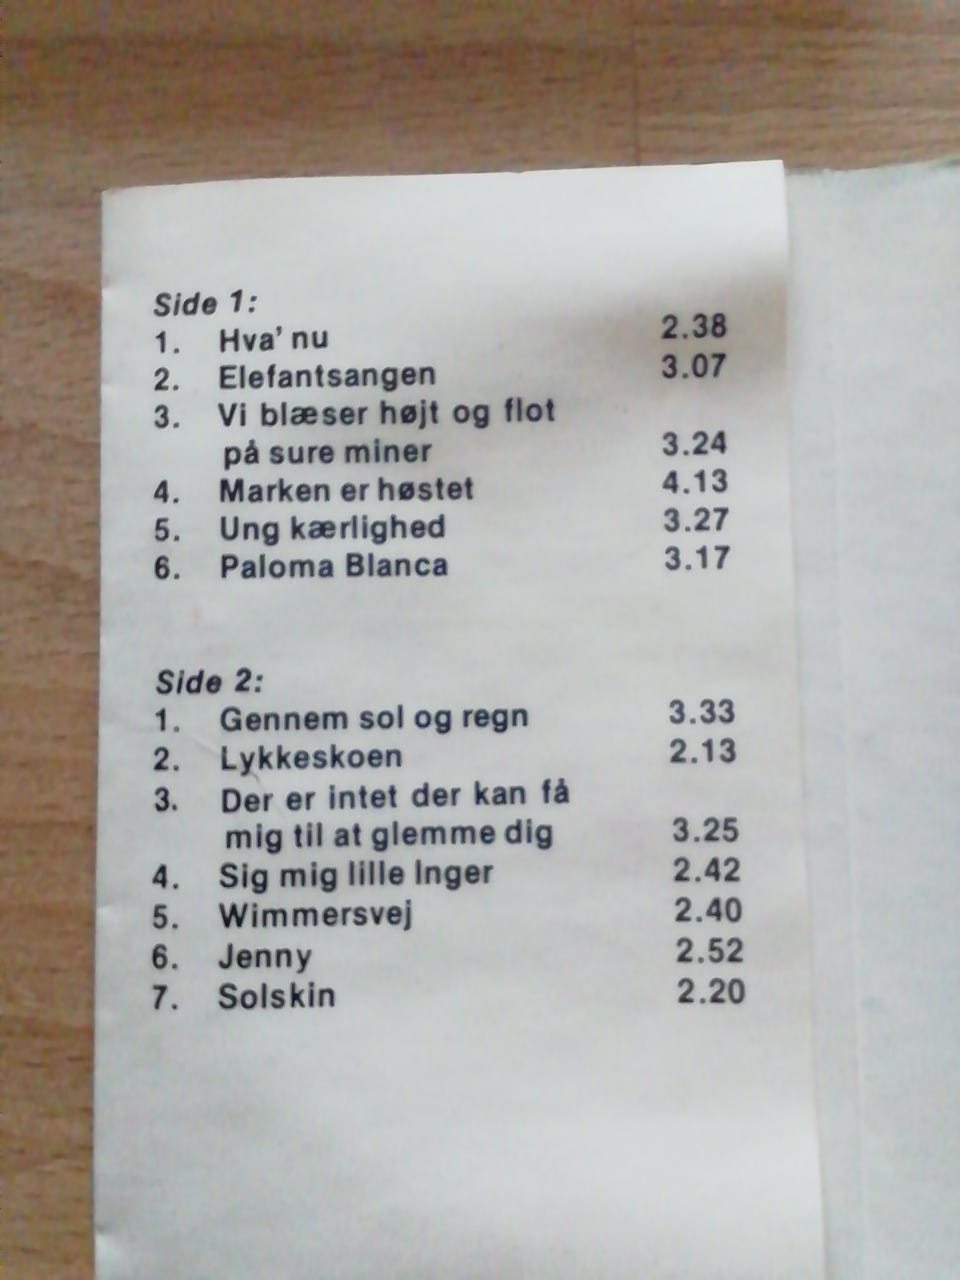 Side 1:
1. Hva' nu 2.38
2. Elefantsangen 3.07
3. Vi blæser højt og flot
på sure miner 3.24
4. Marken er høstet 4.13
5. Ung kærlighed 3.27
6. Paloma Blanca 3.17
Side 2:
1. Gennem sol og regn 3.33
2. Lykkeskoen 2.13
3. Der er intet der kan få
mig til at glemme dig 3.25
4. Sig mig lille Inger 2.42
5. Wimmersvej 2.40
6. Jenny 2.52
7. Solskin 2.20